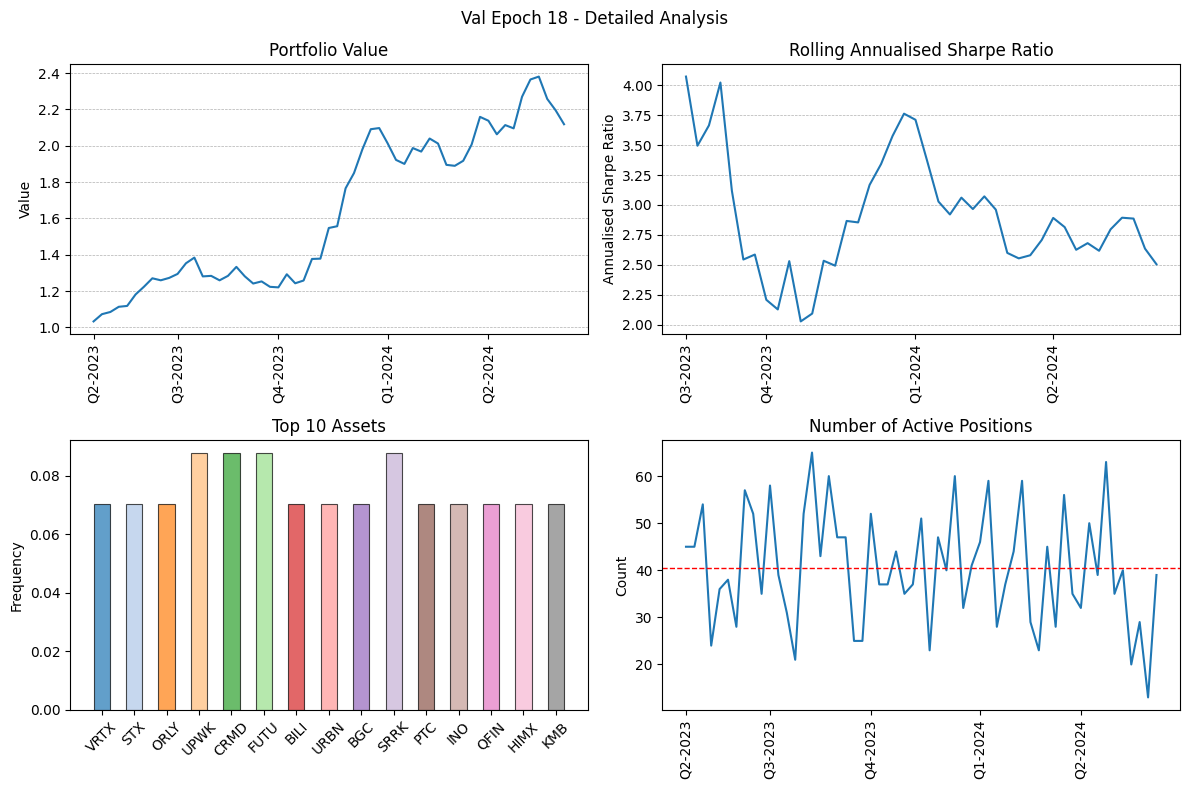 Val Epoch 18 - Detailed Analysis
Portfolio Value
Value
2.4
2.2
2.0
1.8
1.6
1.4
1.2
1.0
Q2-2023
Q3-2023
Q4-2023
Q1-2024
Q2-2024
Rolling Annualised Sharpe Ratio
Annualised Sharpe Ratio
4.00
3.75
3.50
3.25
3.00
2.75
2.50
2.25
2.00
Q3-2023
Q4-2023
Q1-2024
Q2-2024
Top 10 Assets
Frequency
0.08
0.06
0.04
0.02
0.00
VRTX
STX
ORLY
UPWK
CRMD
FUTU
BILI
URBN
BGC
SRRK
PTC
INO
QFIN
HIMX
KMB
Number of Active Positions
Count
60
50
40
30
20
Q2-2023
Q3-2023
Q4-2023
Q1-2024
Q2-2024